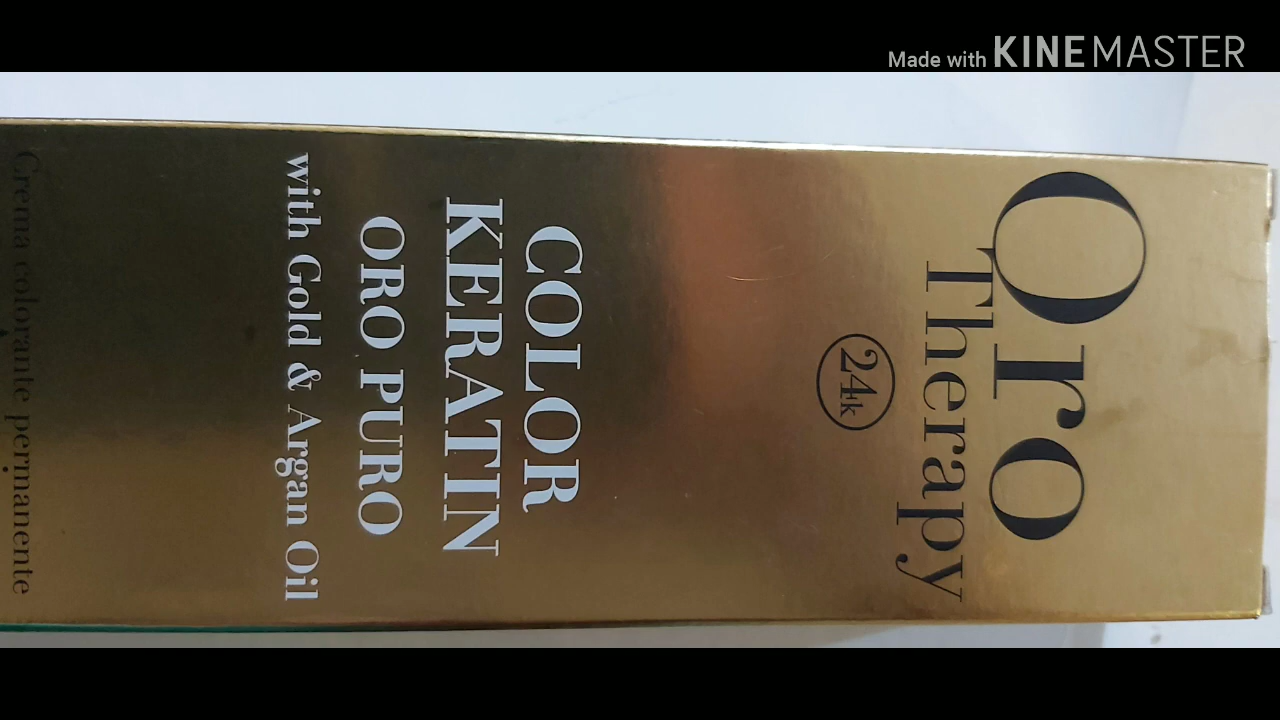 Made with KINEMASTER
Oro
Therapy
24k
COLOR
KERATIN
ORO PURO
with Gold & Argan Oil
Crema colorante permanente